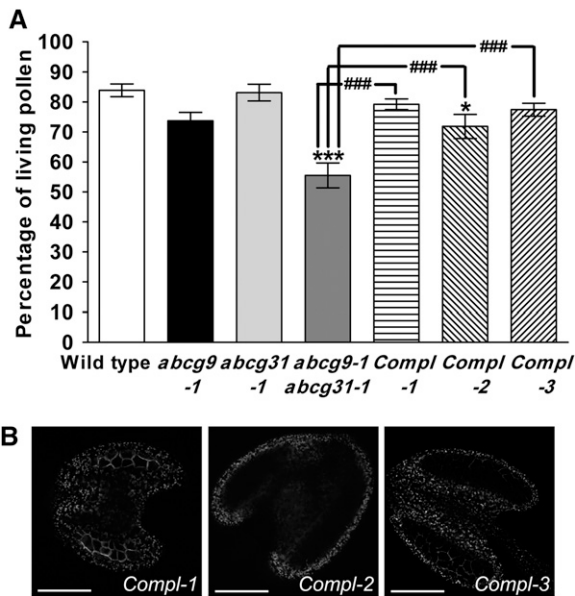 A
Percentage of living pollen
100
90
80
70
60
50
40
30
20
10
0
###
###
###
***
*
Wild type abcg9 abcg31 abcg9-1 Compl Compl Compl
-1 -1 abcg31-1 -1 -2 -3
B
Compl-1 Compl-2 Compl-3